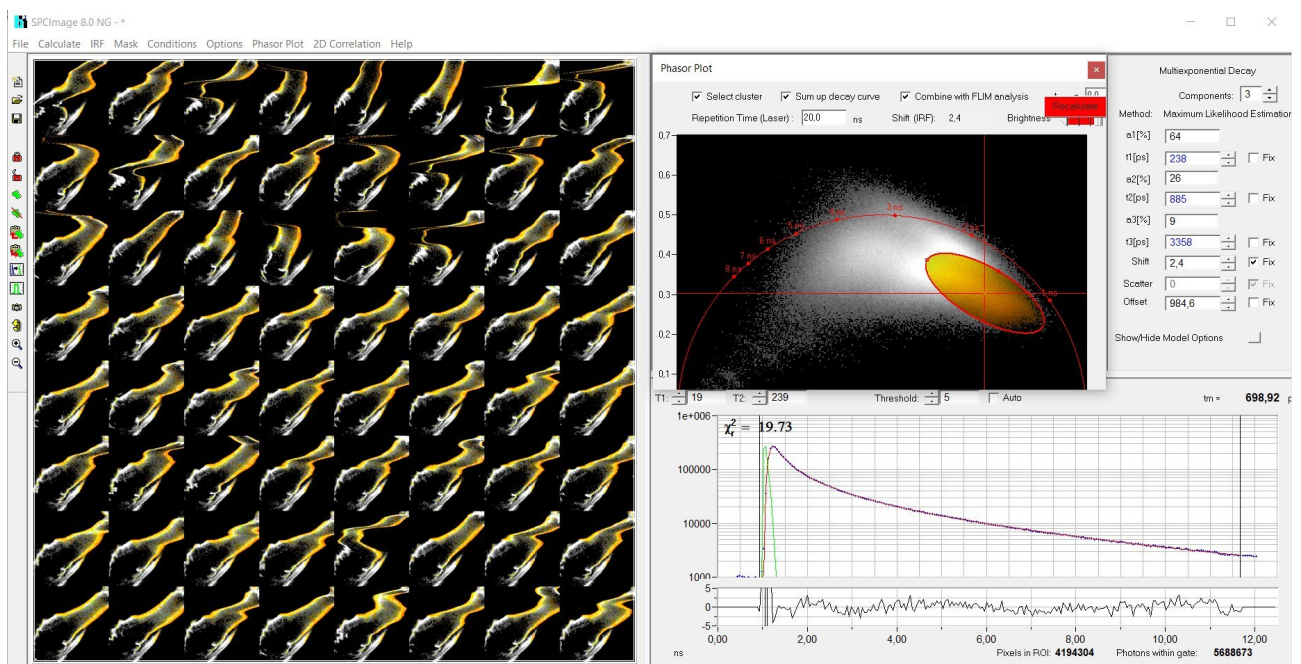 SPCImage 8.0 NG - *
File Calculate IRF Mask Conditions Options Phasor Plot 2D Correlation Help
Phasor Plot
Select cluster Sum up decay curve Combine with FLIM analysis
Recalculate
Repetition Time (Laser) : 20,0 ns Shift (IRF): 2,4 Brightness
0,7
0,6
0,5
0,4
0,3
0,2
0,1
3 ns
6 ns
7 ns
8 ns
1 ns
Multiexponential Decay
Components: 3
Method: Maximum Likelihood Estimation
a1[%] 64
t1[ps] 238 Fix
a2[%] 26
t2[ps] 885 Fix
a3[%] 9
t3[ps] 3358 Fix
Shift 2,4 Fix
Scatter 0 Fix
Offset 984,6 Fix
Show/Hide Model Options
T1: 19 T2: 239 Threshold: 5 Auto tm = 698,92 p
1e+006
χr² = 19.73
100000
10000
1000
5
0
-5
0,00 2,00 4,00 6,00 8,00 10,00 12,00
ns Pixels in ROI: 4194304 Photons within gate: 5688673